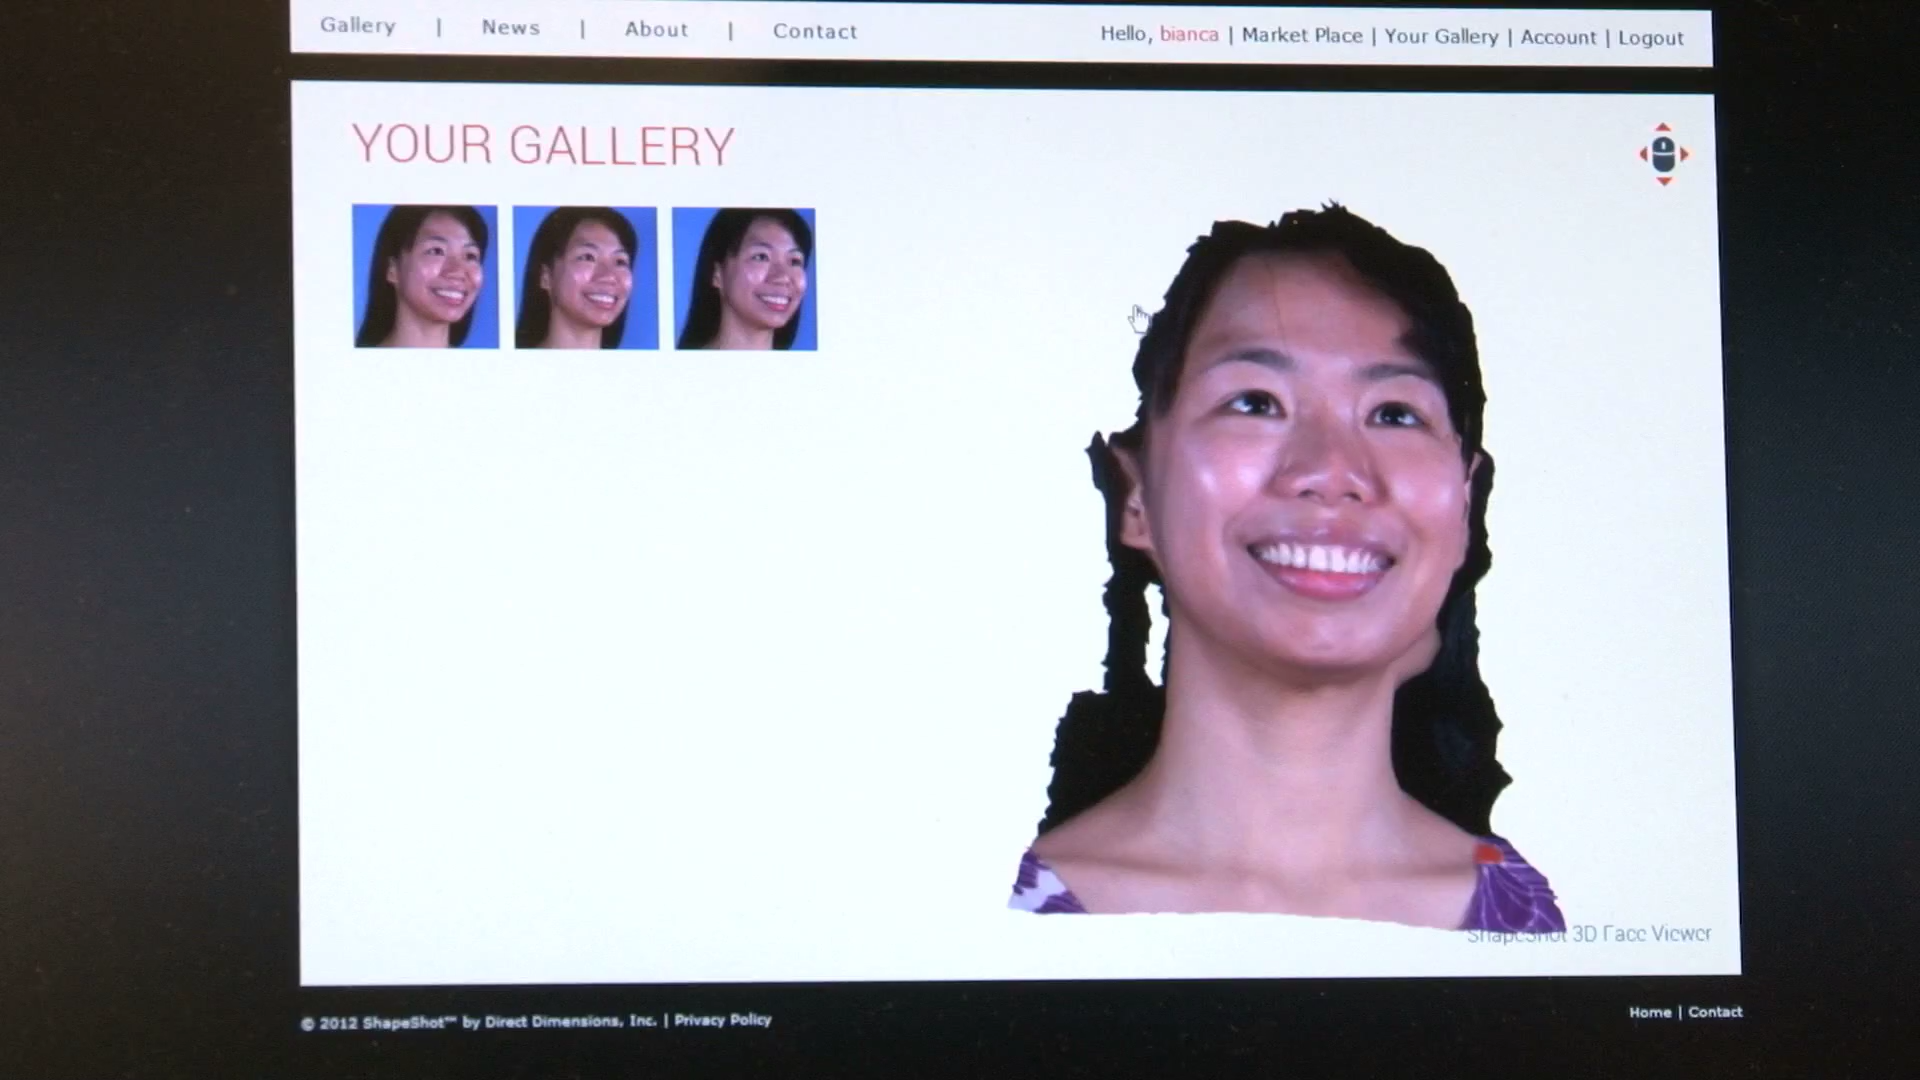 Gallery | News | About | Contact
Hello, bianca | Market Place | Your Gallery | Account | Logout
YOUR GALLERY
ShapeShot 3D Face Viewer
© 2012 ShapeShot™ by Direct Dimensions, Inc. | Privacy Policy
Home | Contact